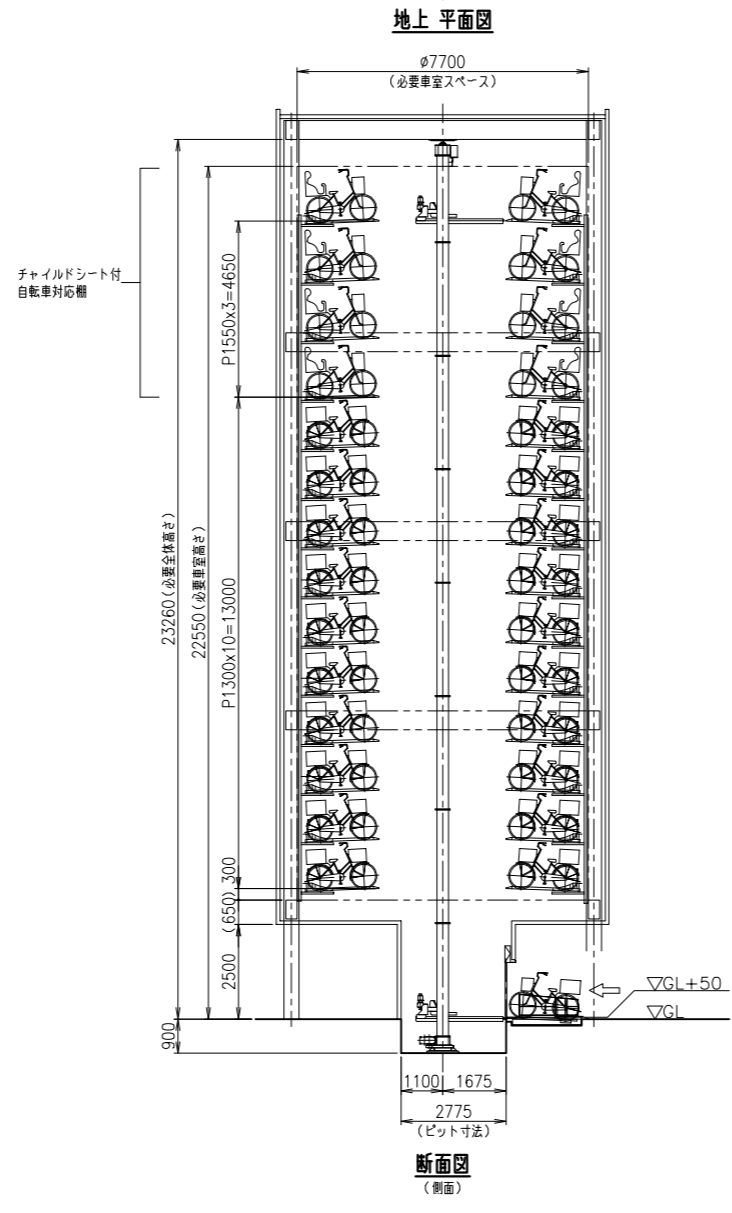 地上 平面図
ø7700
(必要車室スペース)
チャイルドシート付
自転車対応棚
P1550x3=4650
23260(必要全体高さ)
22550(必要車室高さ)
P1300x10=13000
300
(650)
2500
900
▽GL+50
▽GL
1100
1675
2775
(ピット寸法)
断面図
(側面)